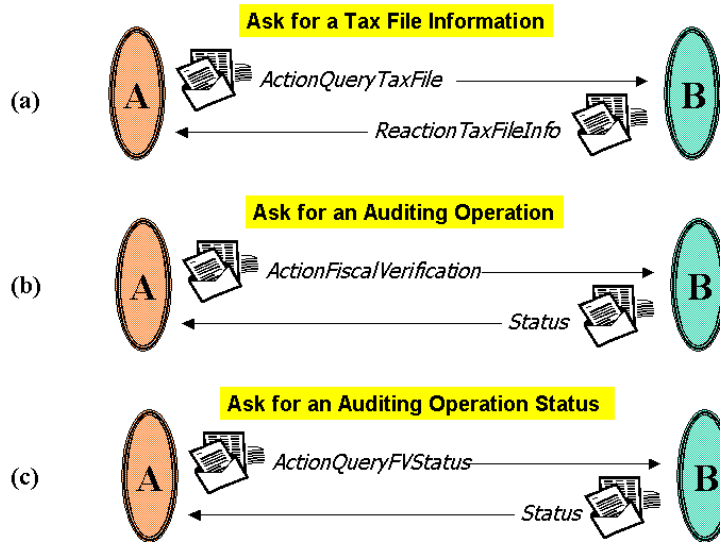 Ask for a Tax File Information
(a)
A
ActionQueryTaxFile
B
ReactionTaxFileInfo
Ask for an Auditing Operation
(b)
A
ActionFiscalVerification
B
Status
Ask for an Auditing Operation Status
(c)
A
ActionQueryFVStatus
B
Status